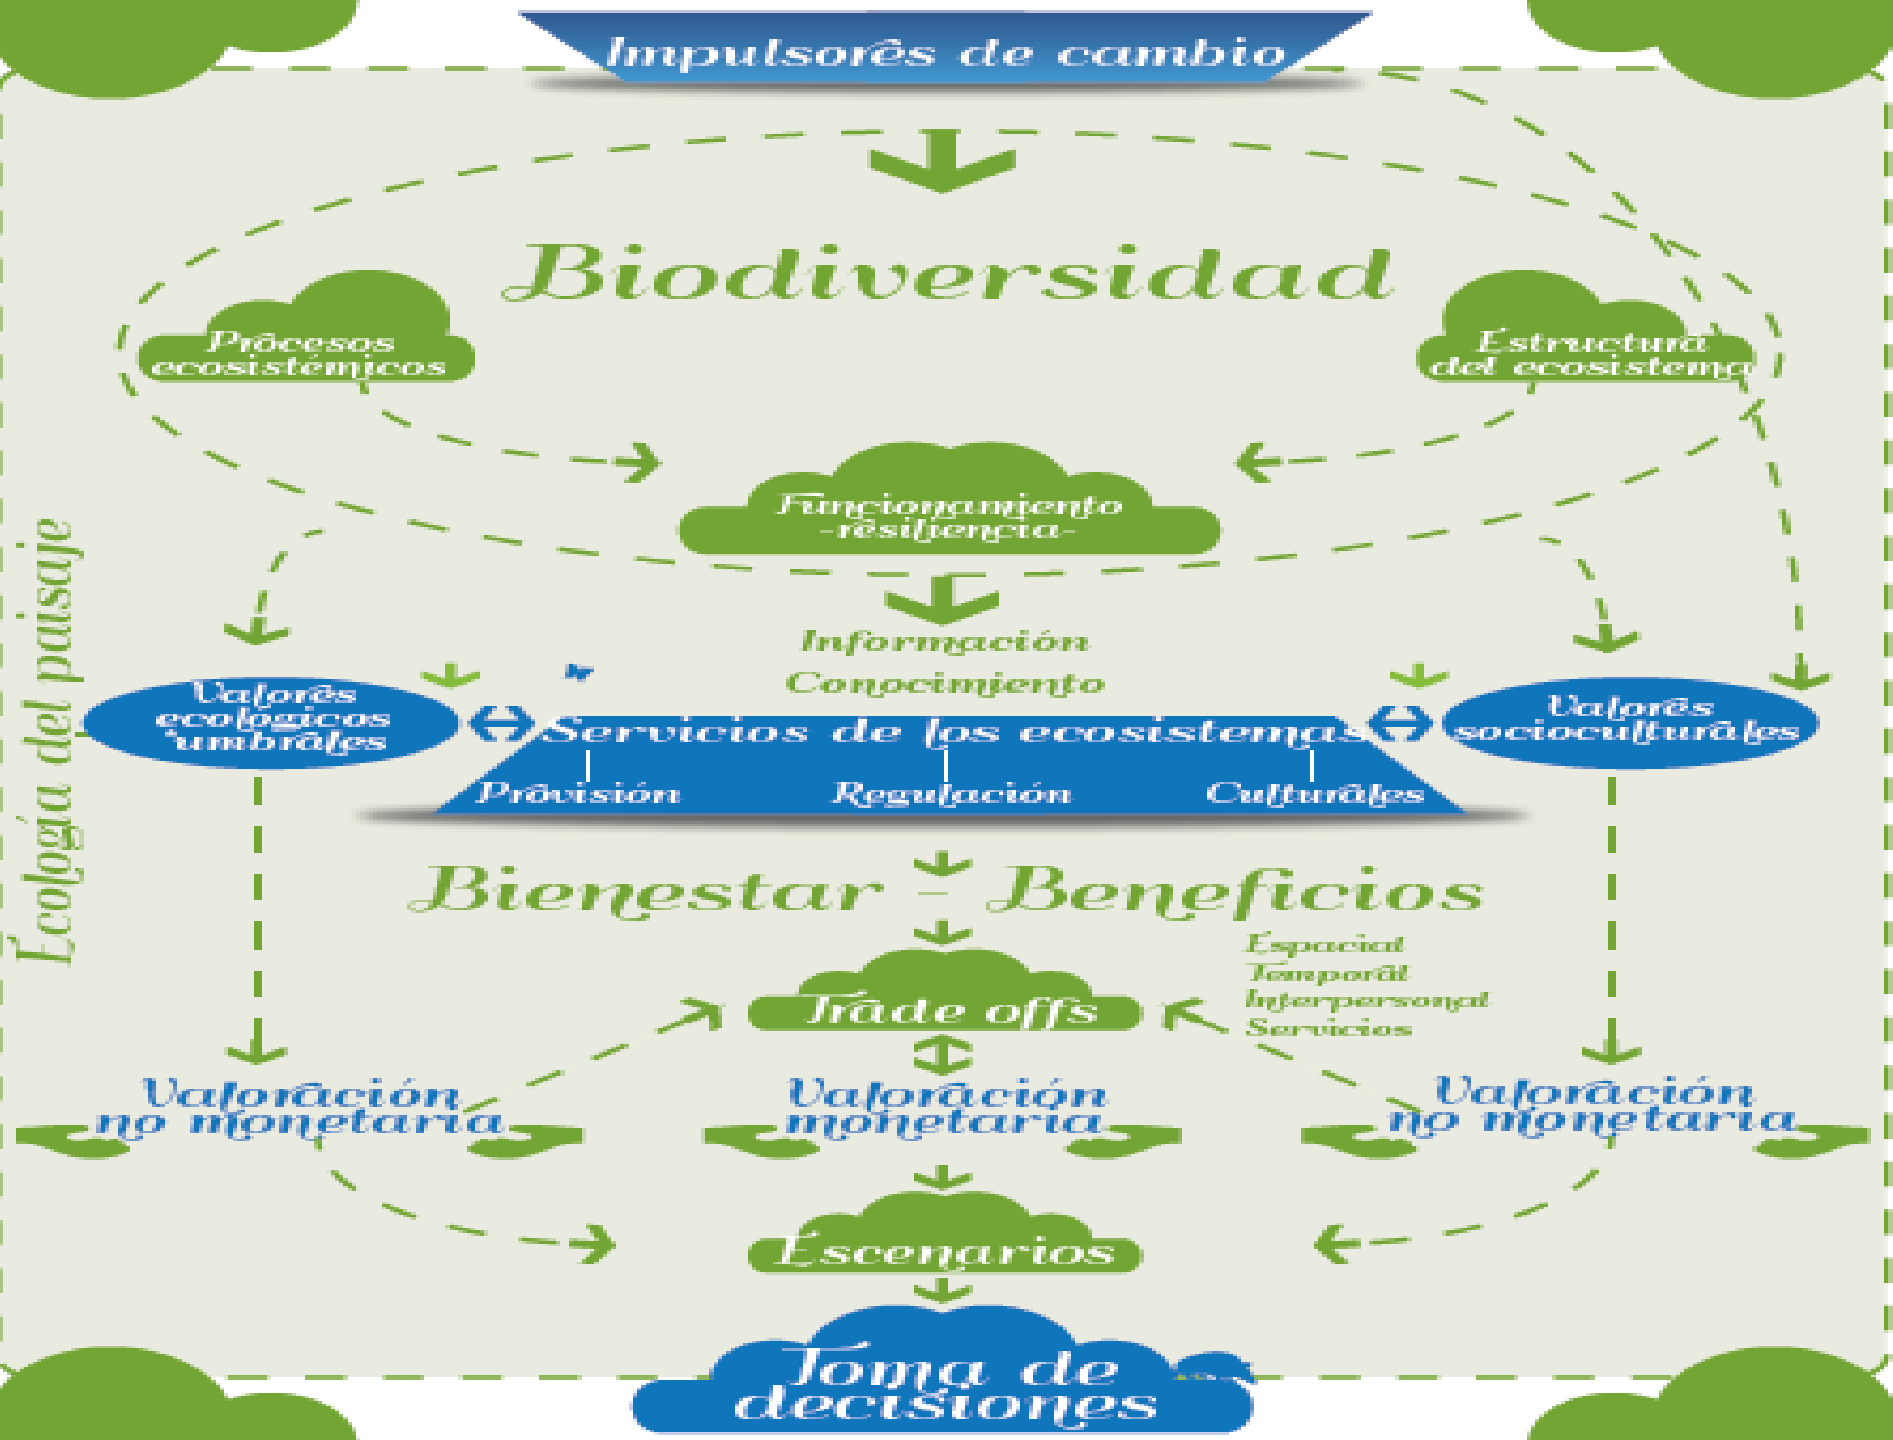 Impulsores de cambio
Biodiversidad
Procesos
ecosistémicos
Estructura
del ecosistema
Funcionamiento
-resiliencia-
Ecología del paisaje
Información
Conocimiento
Valores
ecológicos
"umbrales
Servicios de los ecosistemas
Provisión
Regulación
Culturales
Valores
socioculturales
Bienestar - Beneficios
Espacial
Temporal
Interpersonal
Servicios
Trade offs
Valoración
no monetaria
Valoración
monetaria
Valoración
no monetaria
Escenarios
Toma de
decisiones